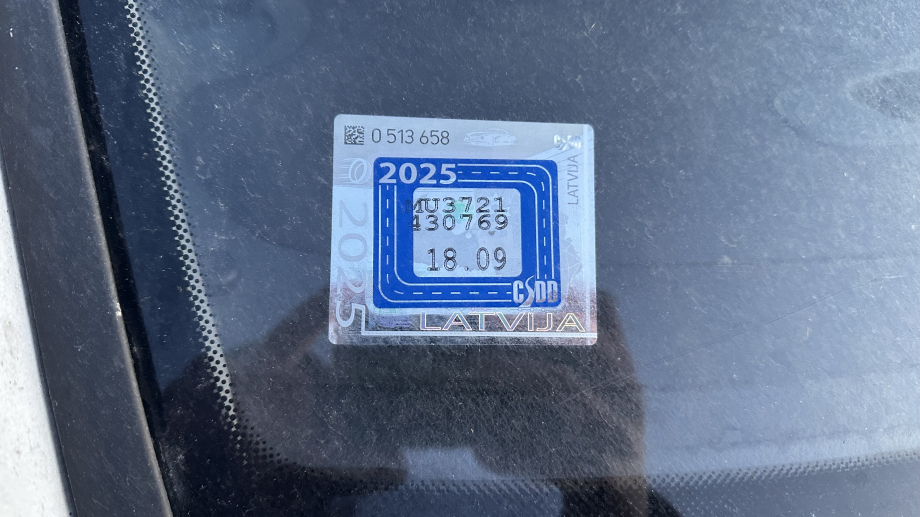 0 513 658
LATVIJA
2025
MU3721
430769
18.09
CSDD
LATVIJA
2025